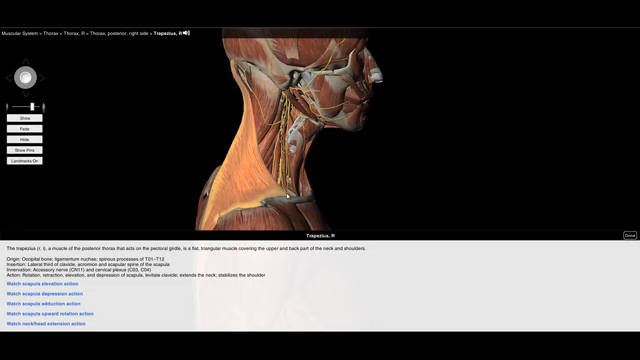 Muscular System > Thorax > Thorax, R > Thorax, posterior, right side > Trapezius, R
Show
Fade
Hide
Show Pins
Landmarks On
Trapezius, R
Done
The trapezius (r, l), a muscle of the posterior thorax that acts on the pectoral girdle, is a flat, triangular muscle covering the upper and back part of the neck and shoulders.
Origin: Occipital bone; ligamentum nuchae; spinous processes of T01–T12
Insertion: Lateral third of clavicle, acromion and scapular spine of the scapula
Innervation: Accessory nerve (CN11) and cervical plexus (C03, C04)
Action: Rotation, retraction, elevation, and depression of scapula, levitate clavicle; extends the neck; stabilizes the shoulder
Watch scapula elevation action
Watch scapula depression action
Watch scapula adduction action
Watch scapula upward rotation action
Watch neck/head extension action